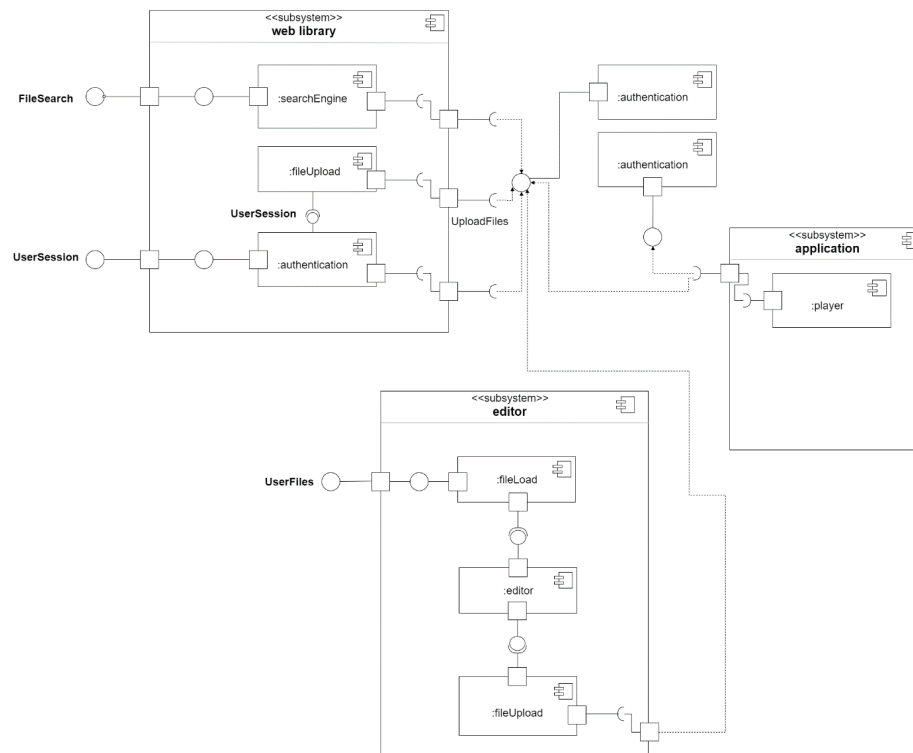 <<subsystem>>
web library
FileSearch
:searchEngine
:authentication
:fileUpload
:authentication
UserSession
UploadFiles
UserSession
:authentication
<<subsystem>>
application
:player
<<subsystem>>
editor
UserFiles
:fileLoad
:editor
:fileUpload